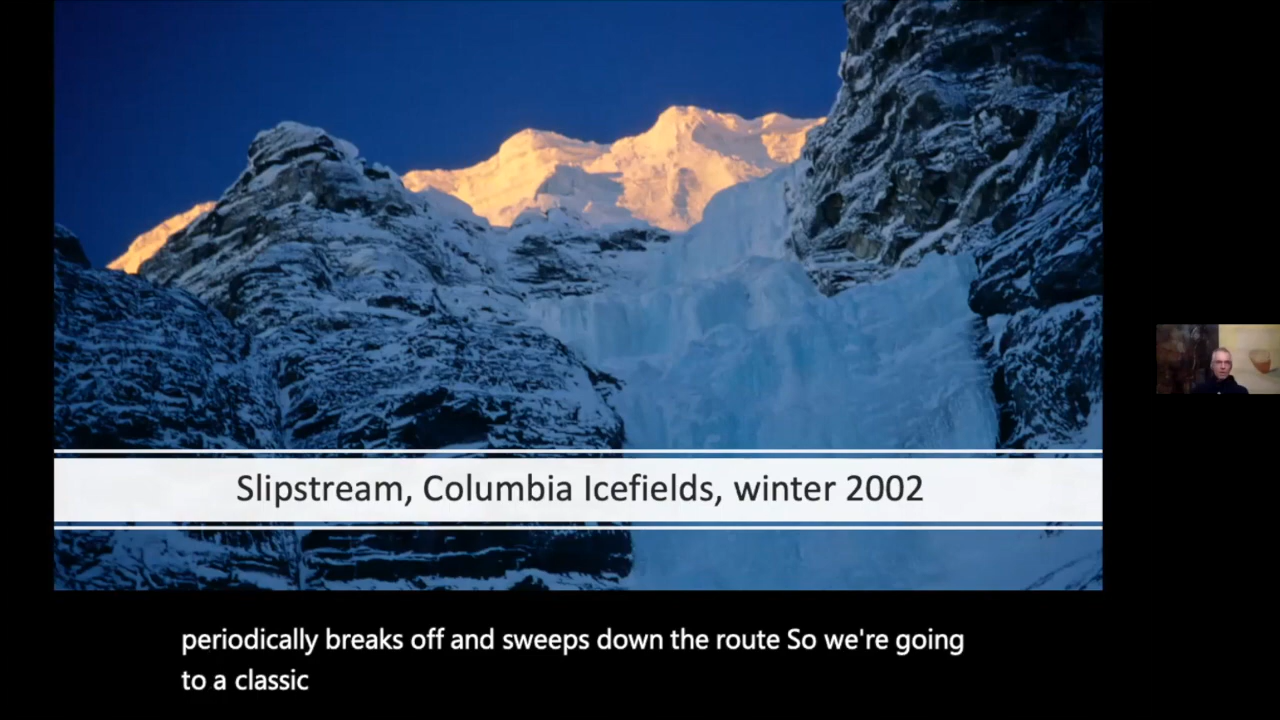 Slipstream, Columbia Icefields, winter 2002
periodically breaks off and sweeps down the route So we're going
to a classic